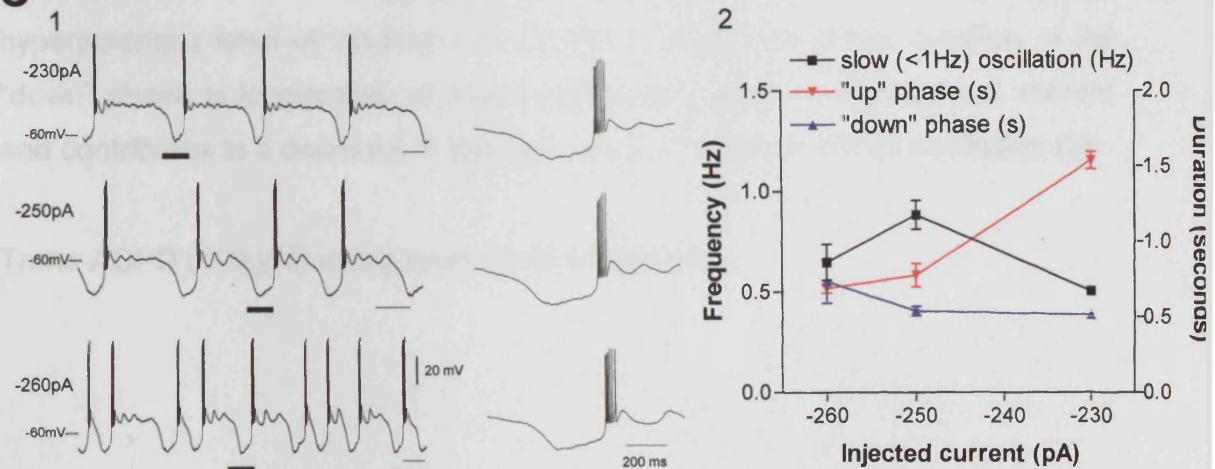 1
-230pA
-60mV
-250pA
-60mV
-260pA
-60mV
20 mV
200 ms
2
slow (<1Hz) oscillation (Hz)
"up" phase (s)
"down" phase (s)
Frequency (Hz)
1.5
1.0
0.5
0.0
2.0
1.5
1.0
0.5
0.0
Duration (seconds)
-260
-250
-240
-230
Injected current (pA)